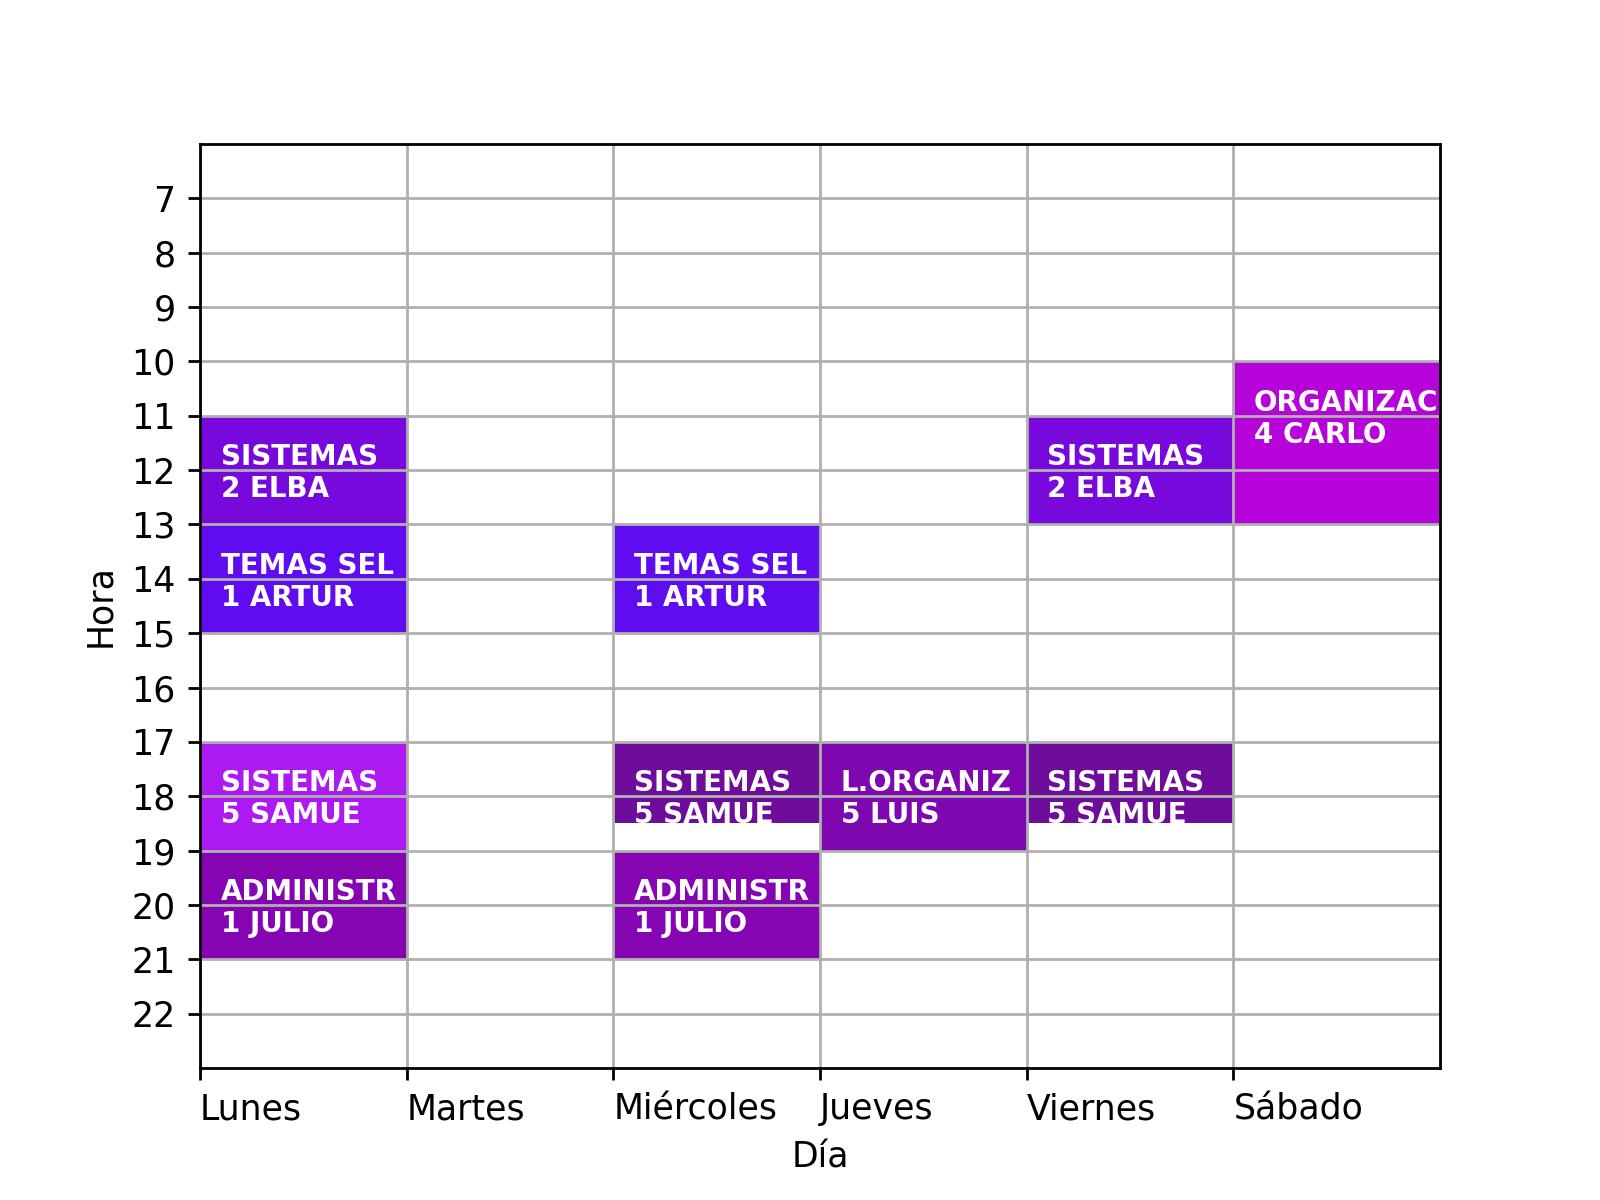 7
8
9
10
ORGANIZAC
4 CARLO
11
SISTEMAS
2 ELBA
SISTEMAS
2 ELBA
12
13
TEMAS SEL
1 ARTUR
TEMAS SEL
1 ARTUR
14
15
16
17
SISTEMAS
5 SAMUE
SISTEMAS
5 SAMUE
L.ORGANIZ
5 LUIS
SISTEMAS
5 SAMUE
18
19
ADMINISTR
1 JULIO
ADMINISTR
1 JULIO
20
21
22
Hora
Lunes Martes Miércoles Jueves Viernes Sábado
Día